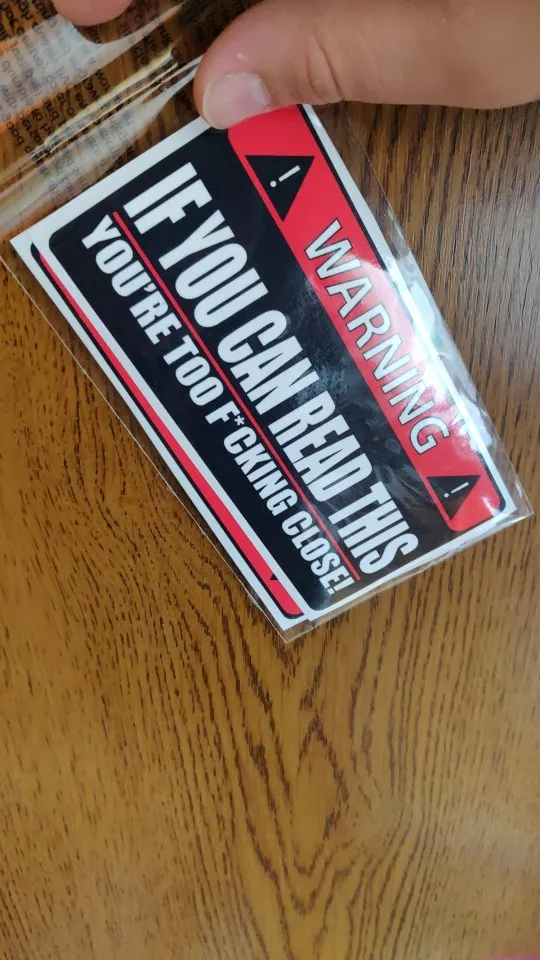 ! WARNING !
IF YOU CAN READ THIS
YOU'RE TOO F*CKING CLOSE!